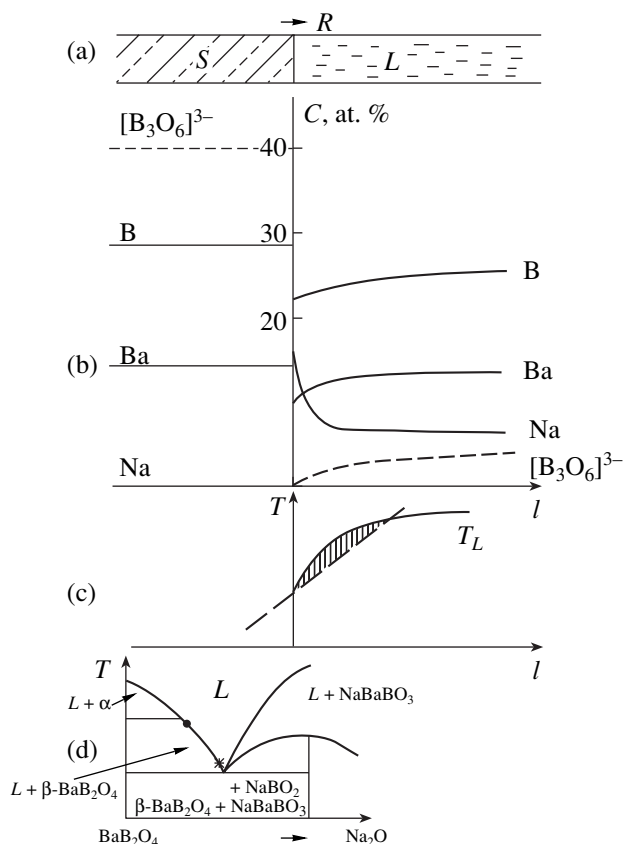 R
(a) S L
[B3O6]3– C, at. %
40
B 30
B
20
(b) Ba
Ba
Na
Na [B3O6]3–
T l
TL
(c)
l
T L L + NaBaBO3
L + α
(d)
L + β-BaB2O4 + NaBO2
β-BaB2O4 + NaBaBO3
BaB2O4 Na2O